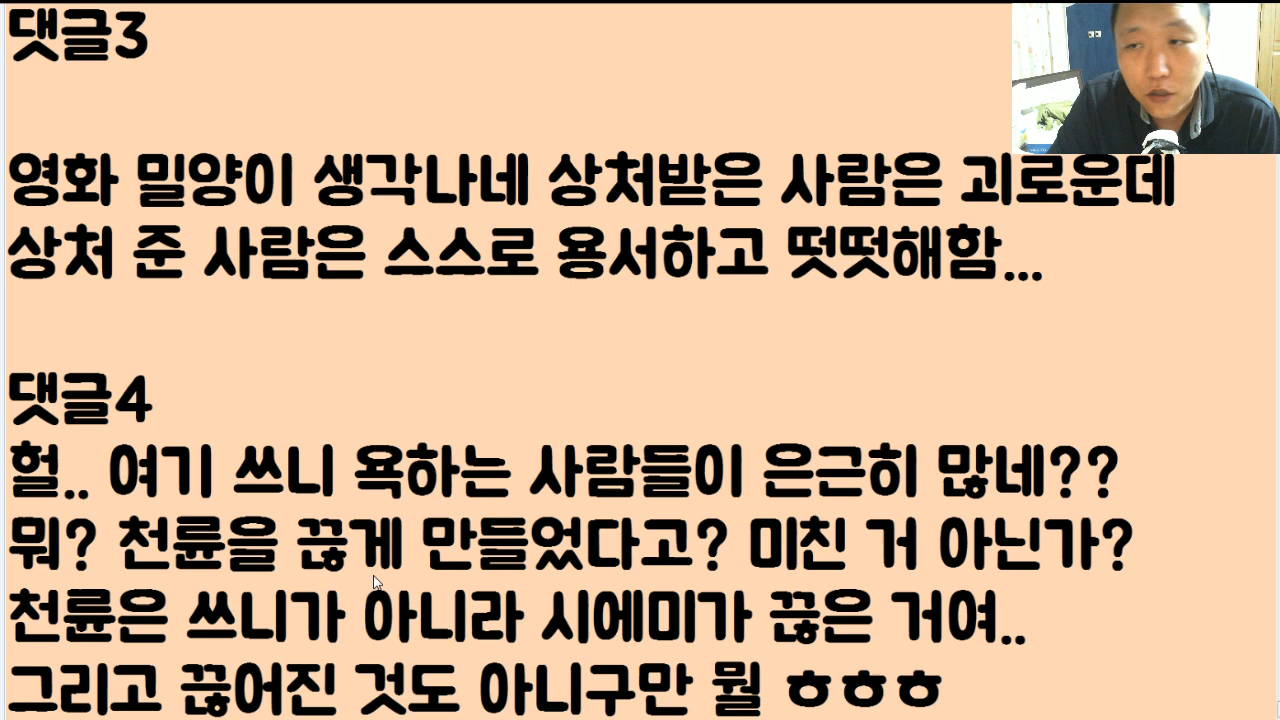 댓글3
영화 밀양이 생각나네 상처받은 사람은 괴로운데
상처 준 사람은 스스로 용서하고 떳떳해함...
댓글4
헐.. 여기 쓰니 욕하는 사람들이 은근히 많네??
뭐? 천륜을 끊게 만들었다고? 미친 거 아닌가?
천륜은 쓰니가 아니라 시에미가 끊은 거여..
그리고 끊어진 것도 아니구만 뭘 ㅎㅎㅎ